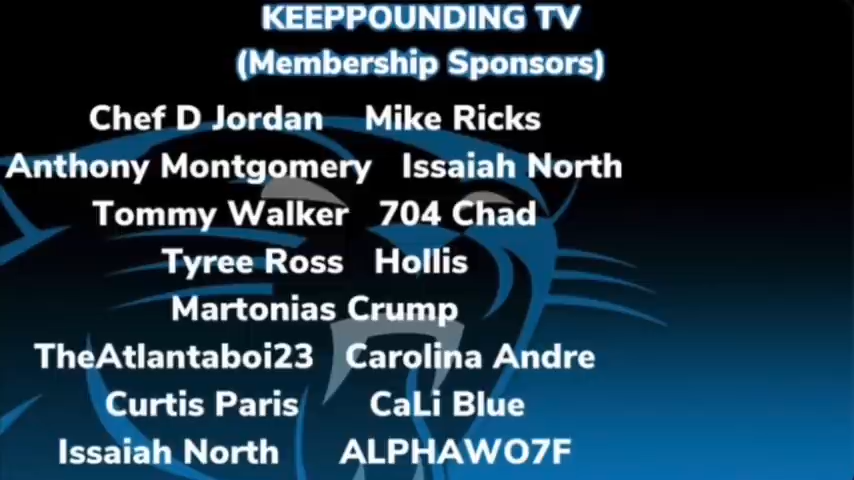 KEEPPOUNDING TV
(Membership Sponsors)
Chef D Jordan Mike Ricks
Anthony Montgomery Issaiah North
Tommy Walker 704 Chad
Tyree Ross Hollis
Martonias Crump
TheAtlantaboi23 Carolina Andre
Curtis Paris CaLi Blue
Issaiah North ALPHAWO7F